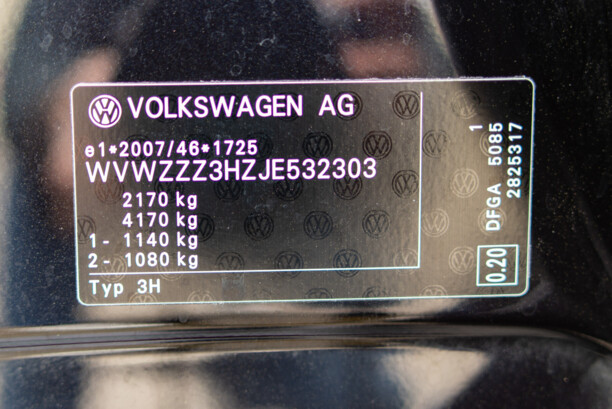 VOLKSWAGEN AG
e1*2007/46*1725
WVWZZZ3HZJE532303
2170 kg
4170 kg
1- 1140 kg
2- 1080 kg
Typ 3H
DFGA 5085 1
2825317
0.20